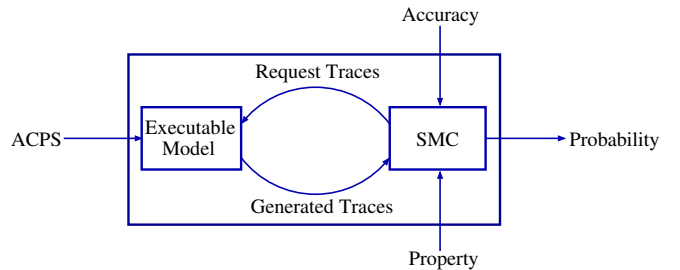 Accuracy
Request Traces
ACPS
Executable
Model
SMC
Probability
Generated Traces
Property